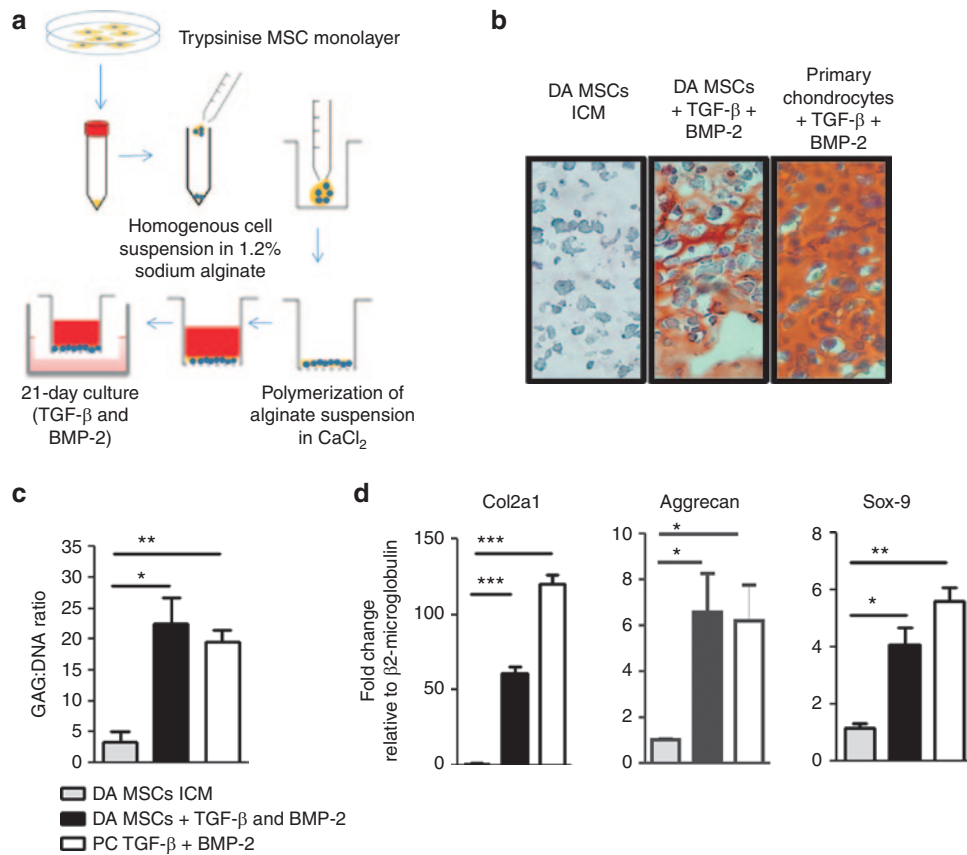 a
Trypsinise MSC monolayer
Homogenous cell
suspension in 1.2%
sodium alginate
21-day culture
(TGF-β and
BMP-2)
Polymerization of
alginate suspension
in CaCl₂
b
DA MSCs
ICM
DA MSCs
+ TGF-β +
BMP-2
Primary
chondrocytes
+ TGF-β +
BMP-2
c
GAG:DNA ratio
35
30
25
20
15
10
5
0
**
*
DA MSCs ICM
DA MSCs + TGF-β and BMP-2
PC TGF-β + BMP-2
d
Fold change
relative to β2-microglobulin
Col2a1
150
100
50
0
***
***
Aggrecan
10
8
6
4
2
0
*
*
Sox-9
8
6
4
2
0
**
*